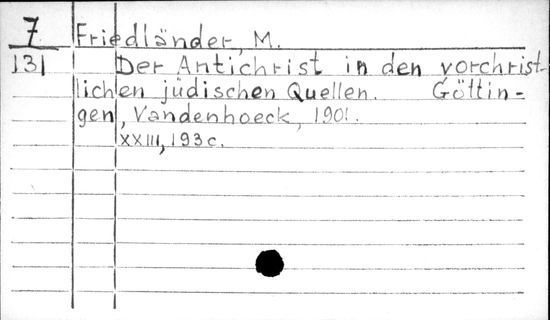 7 Friedländer, M.
131 Der Antichrist in den vorchrist-
lichen jüdischen Quellen. Göttin-
gen, Vandenhoeck, 1901.
XXIII, 193 c.